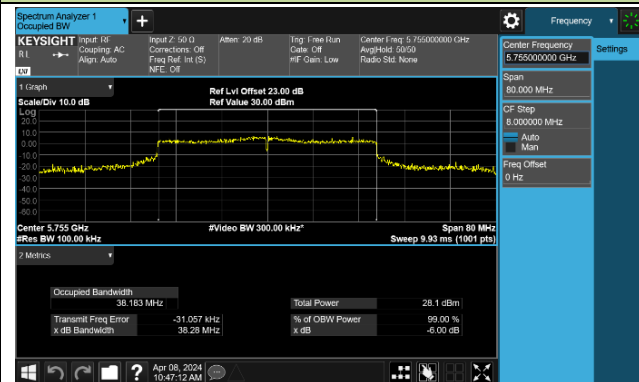 Spectrum Analyzer 1
Occupied BW
Frequency
KEYSIGHT
Input: RF
Coupling: AC
Align: Auto
Input Z: 50 Ω
Corrections: Off
Freq Ref: Int (S)
NFE: Off
Atten: 20 dB
Trig: Free Run
Gate: Off
#IF Gain: Low
Center Freq: 5.755000000 GHz
Avg|Hold: 50/50
Radio Std: None
Center Frequency
5.755000000 GHz
Settings
Span
80.000 MHz
CF Step
8.000000 MHz
Auto
Man
Freq Offset
0 Hz
1 Graph
Scale/Div 10.0 dB
Ref Lvl Offset 23.00 dB
Ref Value 30.00 dBm
Log
20.0
10.0
0.00
-10.0
-20.0
-30.0
-40.0
-50.0
-60.0
Center 5.755 GHz
#Res BW 100.00 kHz
#Video BW 300.00 kHz*
Span 80 MHz
Sweep 9.93 ms (1001 pts)
2 Metrics
Occupied Bandwidth
38.183 MHz
Total Power 28.1 dBm
Transmit Freq Error -31.057 kHz
% of OBW Power 99.00 %
x dB Bandwidth 38.28 MHz
x dB -6.00 dB
Apr 08, 2024
10:47:12 AM